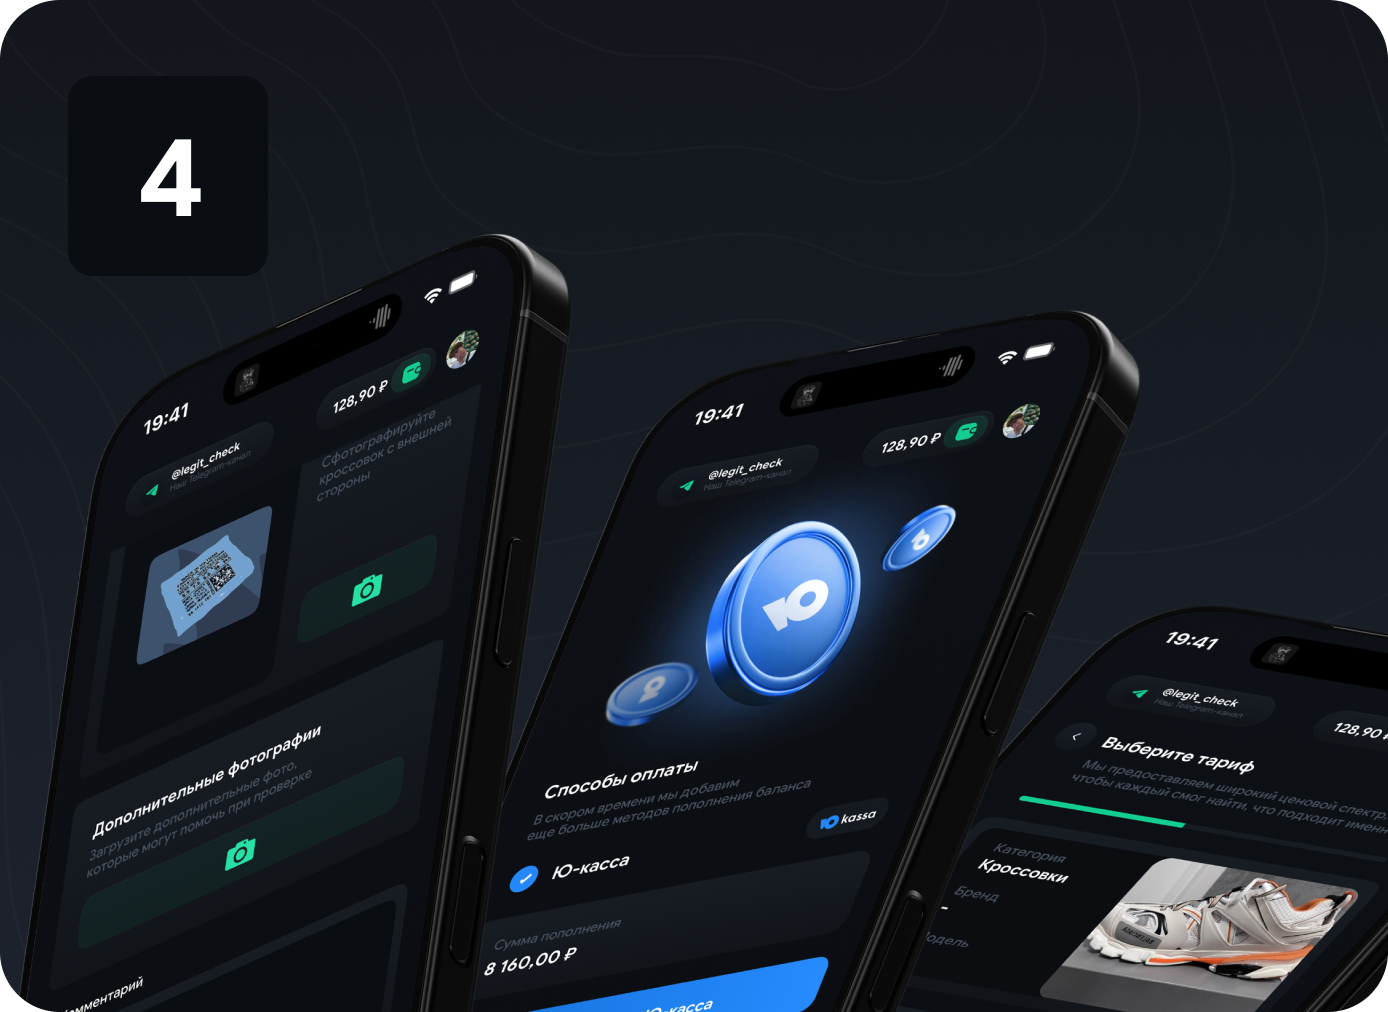 4
19:41
128,90 ₽
@legit_check
Наш Telegram-канал
Сфотографируйте
кроссовок с внешней
стороны
Дополнительные фотографии
Загрузите дополнительные фото,
которые могут помочь при проверке
19:41
128,90 ₽
@legit_check
Наш Telegram-канал
Ю
Способы оплаты
В скором времени мы добавим
еще больше методов пополнения баланса
Ю kassa
Ю-касса
Сумма пополнения
8 160,00 ₽
Ю-касса
19:41
@legit_check
Наш Telegram-канал
128,90
Выберите тариф
Мы предоставляем широкий ценовой спектр,
чтобы каждый смог найти, что подходит
Категория
Кроссовки
Бренд
-